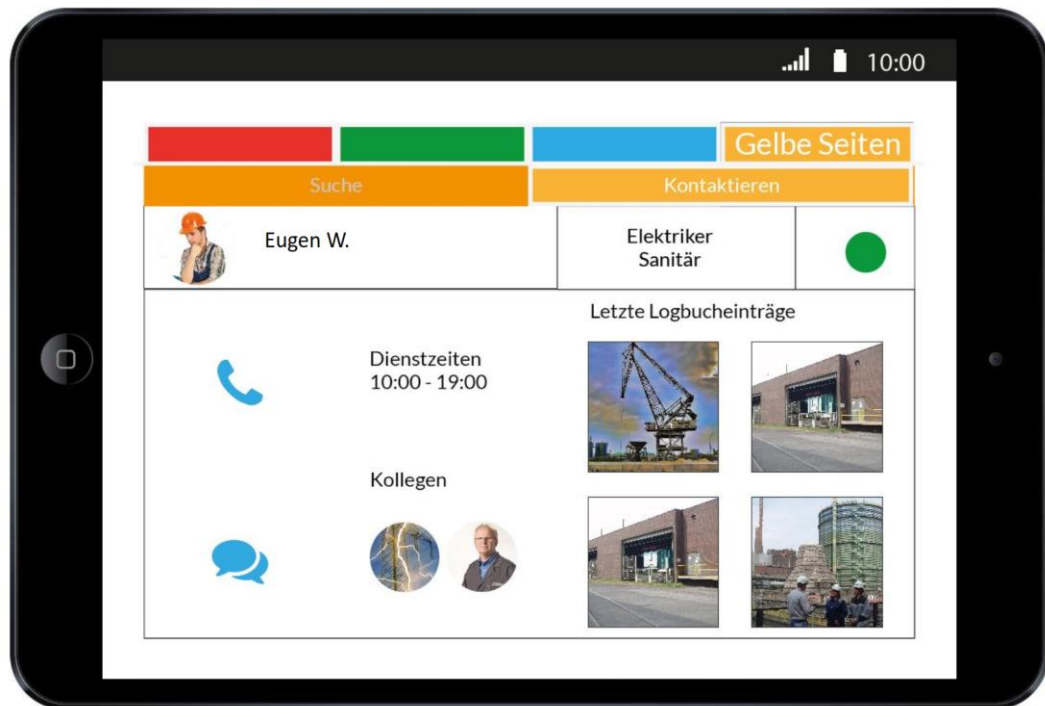 10:00
Gelbe Seiten
Suche
Kontaktieren
Eugen W.
Elektriker
Sanitär
Letzte Logbucheinträge
Dienstzeiten
10:00 - 19:00
Kollegen